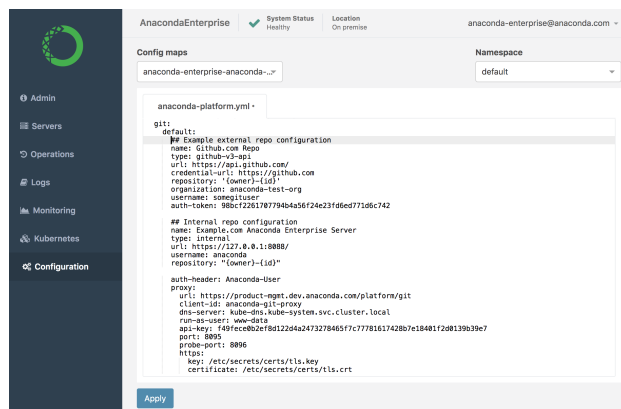 AnacondaEnterprise
System Status
Healthy
Location
On premise
anaconda-enterprise@anaconda.com
Config maps
anaconda-enterprise-anaconda-...
Namespace
default
Admin
Servers
Operations
Logs
Monitoring
Kubernetes
Configuration
anaconda-platform.yml •
git:
default:
## Example external repo configuration
name: Github.com Repo
type: github-v3-api
url: https://api.github.com/
credential-url: https://github.com
repository: '{owner}-{id}'
organization: anaconda-test-org
username: somegituser
auth-token: 98bcf2261707794b4a56f24e23fd6ed771d6c742
## Internal repo configuration
name: Example.com Anaconda Enterprise Server
type: internal
url: https://127.0.0.1:8088/
username: anaconda
repository: "{owner}-{id}"
auth-header: Anaconda-User
proxy:
url: https://product-mgmt.dev.anaconda.com/platform/git
client-id: anaconda-git-proxy
dns-server: kube-dns.kube-system.svc.cluster.local
run-as-user: www-data
api-key: f49fece0b2ef8d122d4a2473278465f7c77781617428b7e18401f2d0139b39e7
port: 8095
probe-port: 8096
https:
key: /etc/secrets/certs/tls.key
certificate: /etc/secrets/certs/tls.crt
Apply